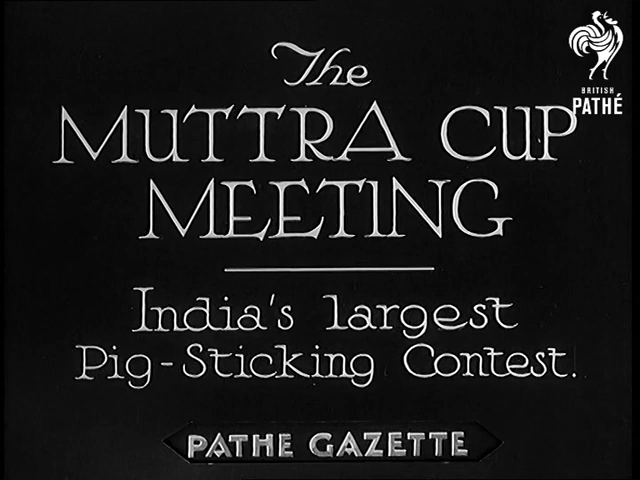 The
MUTTRA CUP
MEETING
India's largest
Pig-Sticking Contest.
PATHE GAZETTE
BRITISH
PATHÉ